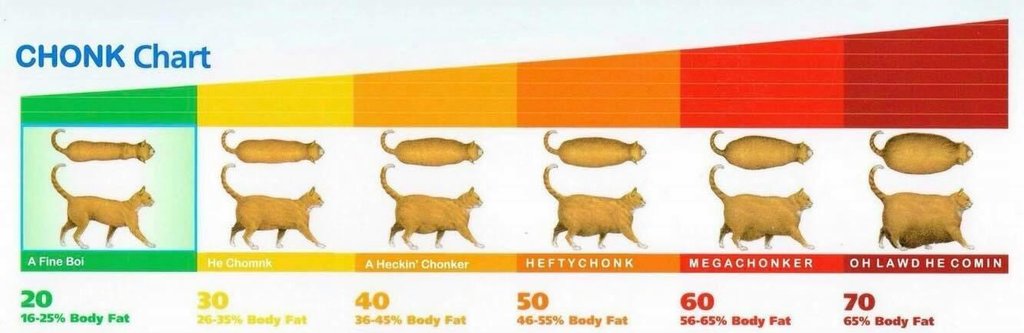 CHONK Chart
A Fine Boi
He Chomnk
A Heckin' Chonker
HEFTYCHONK
MEGACHONKER
OH LAWD HE COMIN
20
30
40
50
60
70
16-25% Body Fat
26-35% Body Fat
36-45% Body Fat
46-55% Body Fat
56-65% Body Fat
65% Body Fat